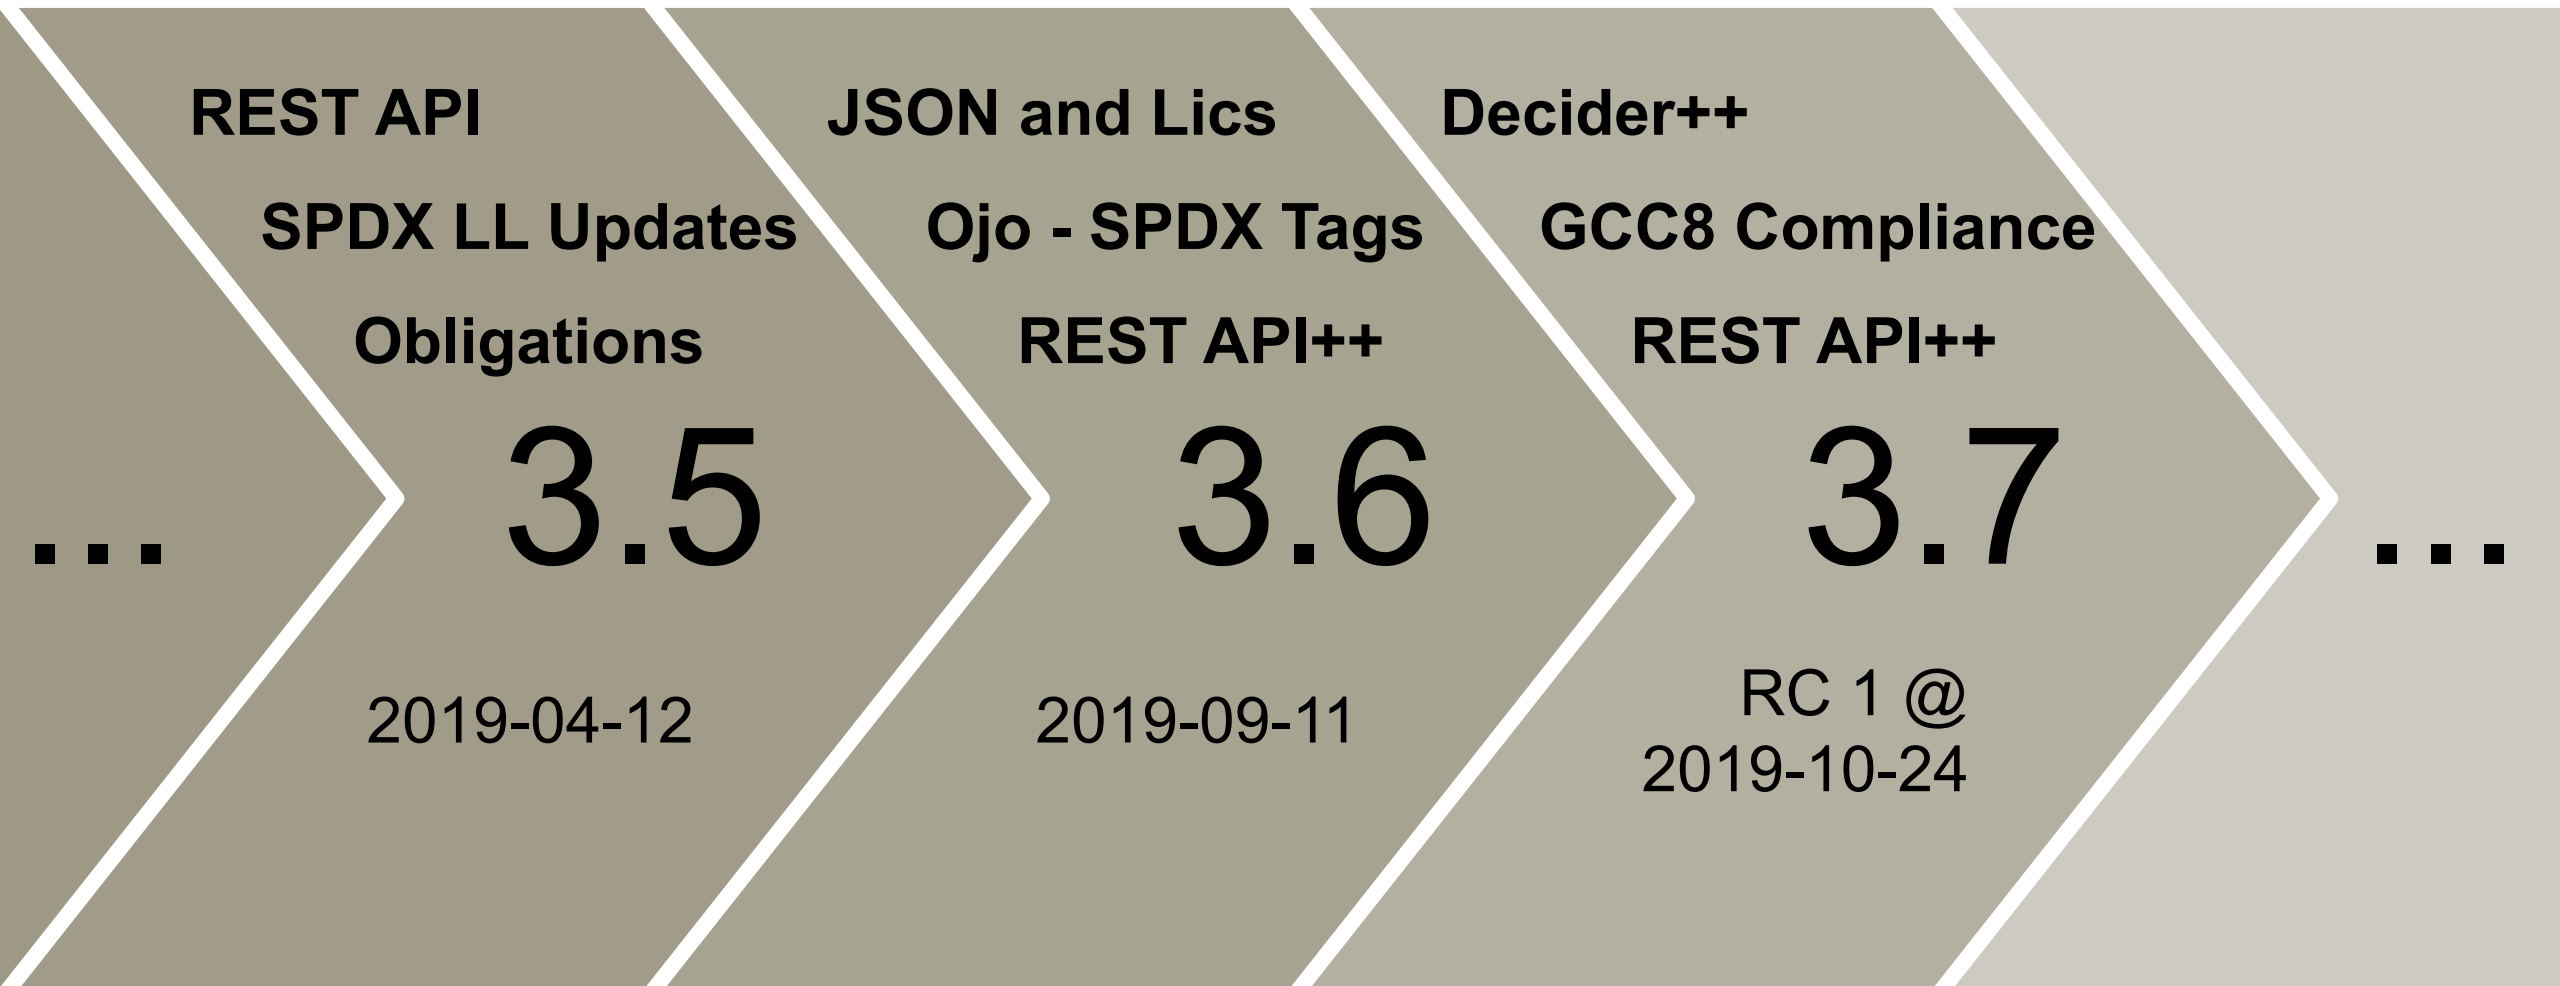 ...
REST API
SPDX LL Updates
Obligations
3.5
2019-04-12
JSON and Lics
Ojo - SPDX Tags
REST API++
3.6
2019-09-11
Decider++
GCC8 Compliance
REST API++
3.7
RC 1 @
2019-10-24
...